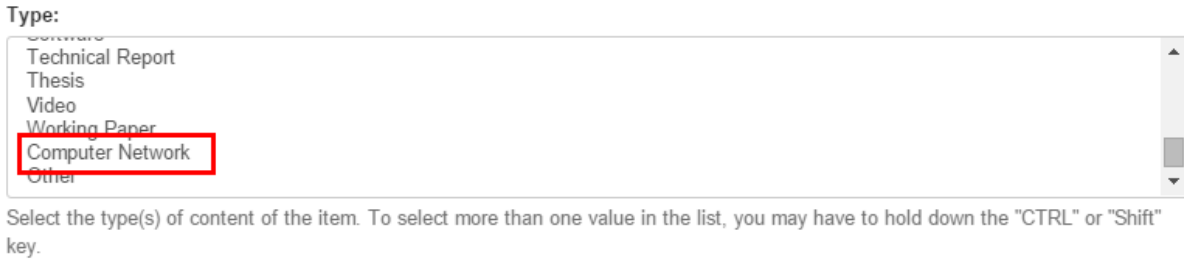 Type:
Software
Technical Report
Thesis
Video
Working Paper
Computer Network
Other
Select the type(s) of content of the item. To select more than one value in the list, you may have to hold down the "CTRL" or "Shift"
key.